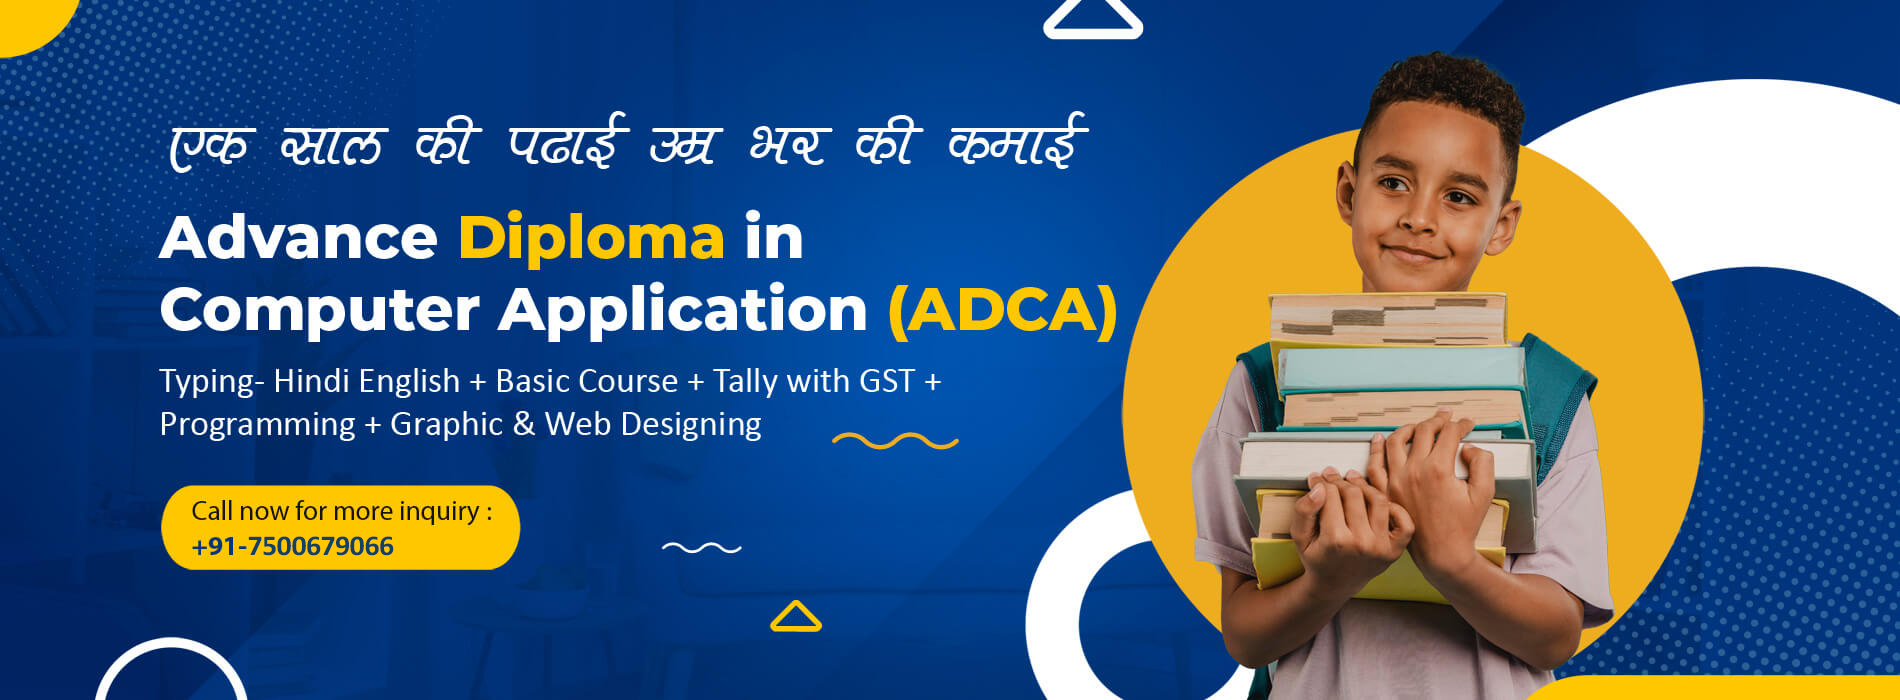 एक साल की पढाई उम्र भर की कमाई
Advance Diploma in
Computer Application (ADCA)
Typing- Hindi English + Basic Course + Tally with GST +
Programming + Graphic & Web Designing
Call now for more inquiry :
+91-7500679066